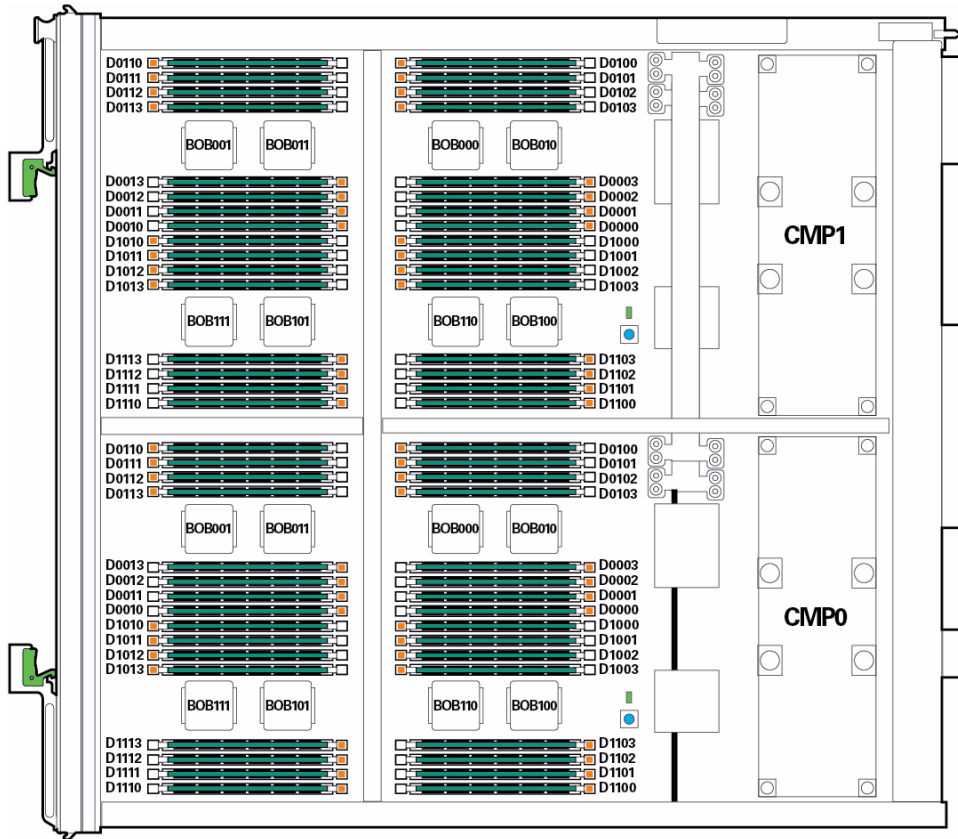 D0110 D0100
D0111 D0101
D0112 D0102
D0113 D0103
BOB001 BOB011 BOB000 BOB010
D0013 D0003
D0012 D0002
D0011 D0001
D0010 D0000
CMP1
D1010 D1000
D1011 D1001
D1012 D1002
D1013 D1003
BOB111 BOB101 BOB110 BOB100
D1113 D1103
D1112 D1102
D1111 D1101
D1110 D1100
D0110 D0100
D0111 D0101
D0112 D0102
D0113 D0103
BOB001 BOB011 BOB000 BOB010
D0013 D0003
D0012 D0002
D0011 D0001
D0010 D0000
CMP0
D1010 D1000
D1011 D1001
D1012 D1002
D1013 D1003
BOB111 BOB101 BOB110 BOB100
D1113 D1103
D1112 D1102
D1111 D1101
D1110 D1100